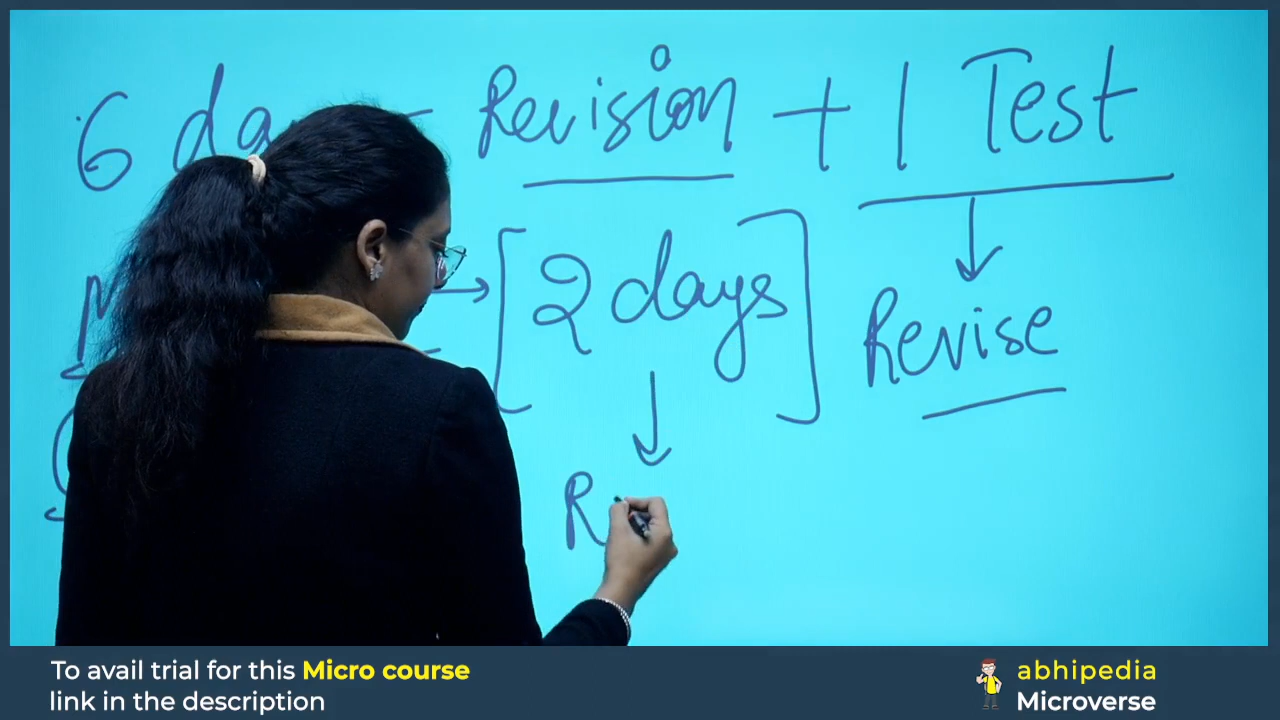 6 da - Revision + 1 Test
→ [2 days] Revise
R
To avail trial for this Micro course
link in the description
abhipedia
Microverse